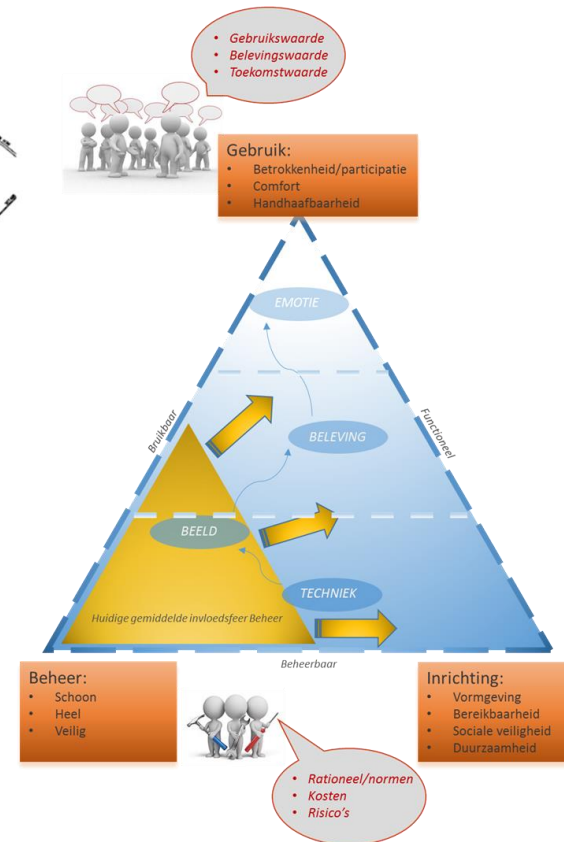 Gebruikswaarde
Belevingswaarde
Toekomstwaarde
Gebruik:
Betrokkenheid/participatie
Comfort
Handhaafbaarheid
EMOTIE
Bruikbaar
Functioneel
BELEVING
BEELD
TECHNIEK
Huidige gemiddelde invloedsfeer Beheer
Beheerbaar
Beheer:
Schoon
Heel
Veilig
Inrichting:
Vormgeving
Bereikbaarheid
Sociale veiligheid
Duurzaamheid
Rationeel/normen
Kosten
Risico's